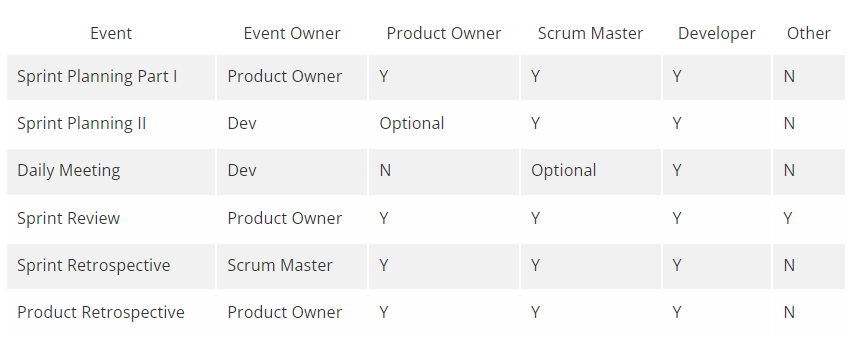 Event Event Owner Product Owner Scrum Master Developer Other
Sprint Planning Part I Product Owner Y Y Y N
Sprint Planning II Dev Optional Y Y N
Daily Meeting Dev N Optional Y N
Sprint Review Product Owner Y Y Y Y
Sprint Retrospective Scrum Master Y Y Y N
Product Retrospective Product Owner Y Y Y N